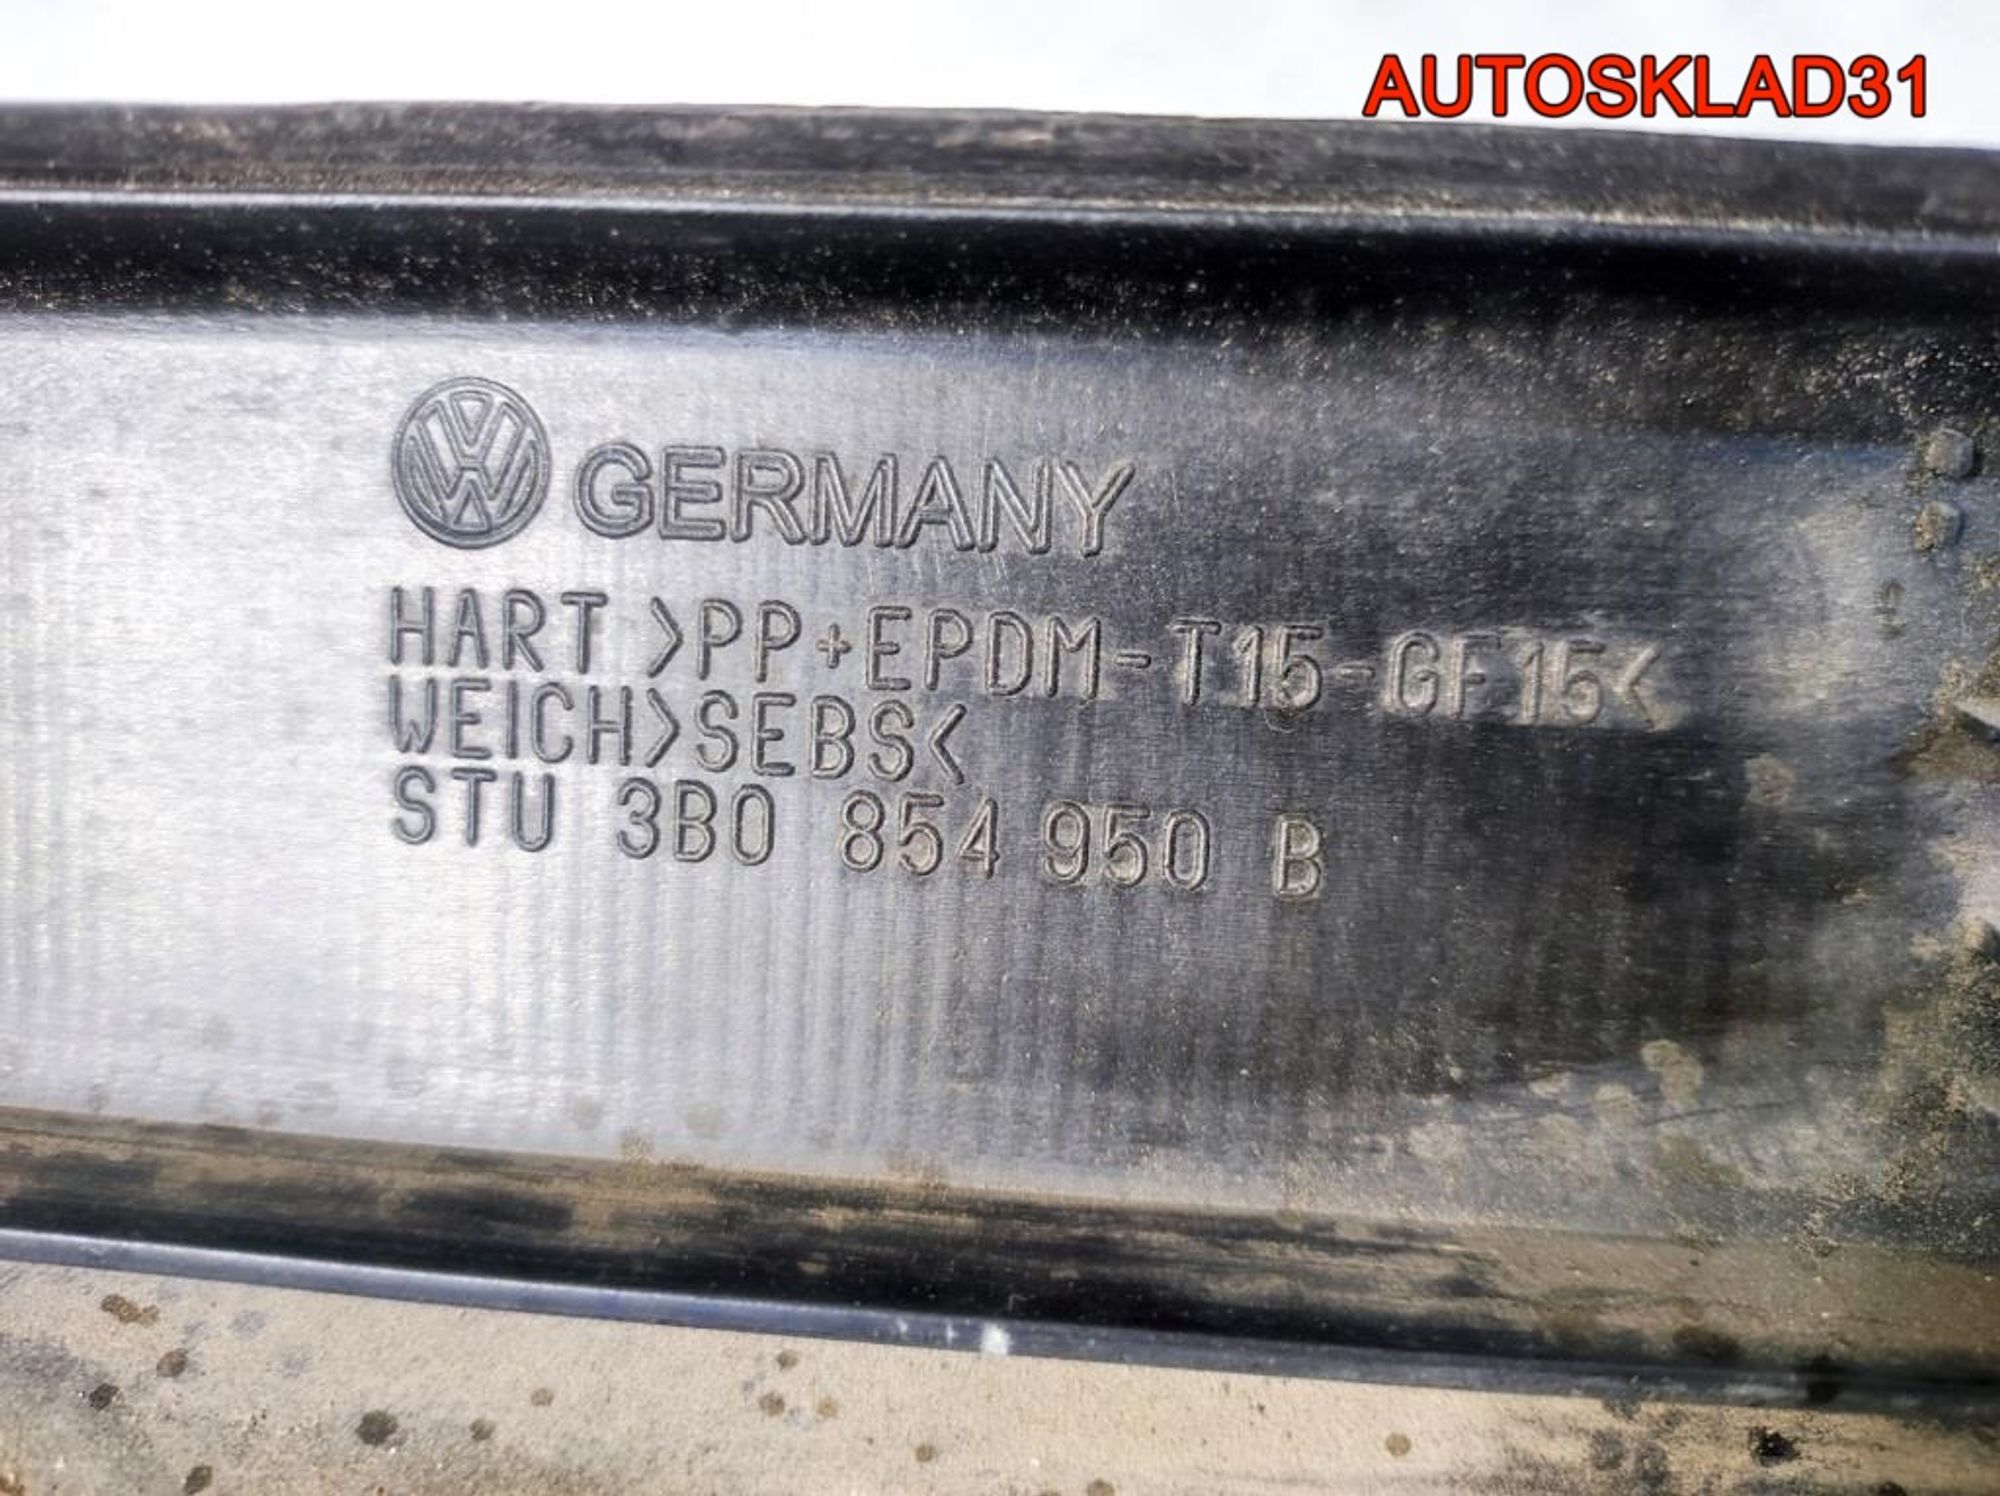 AUTOSKLAD31
GERMANY
HART >PP+EPDM-T15-GF15<
WEICH>SEBS<
STU 3B0 854 950 B